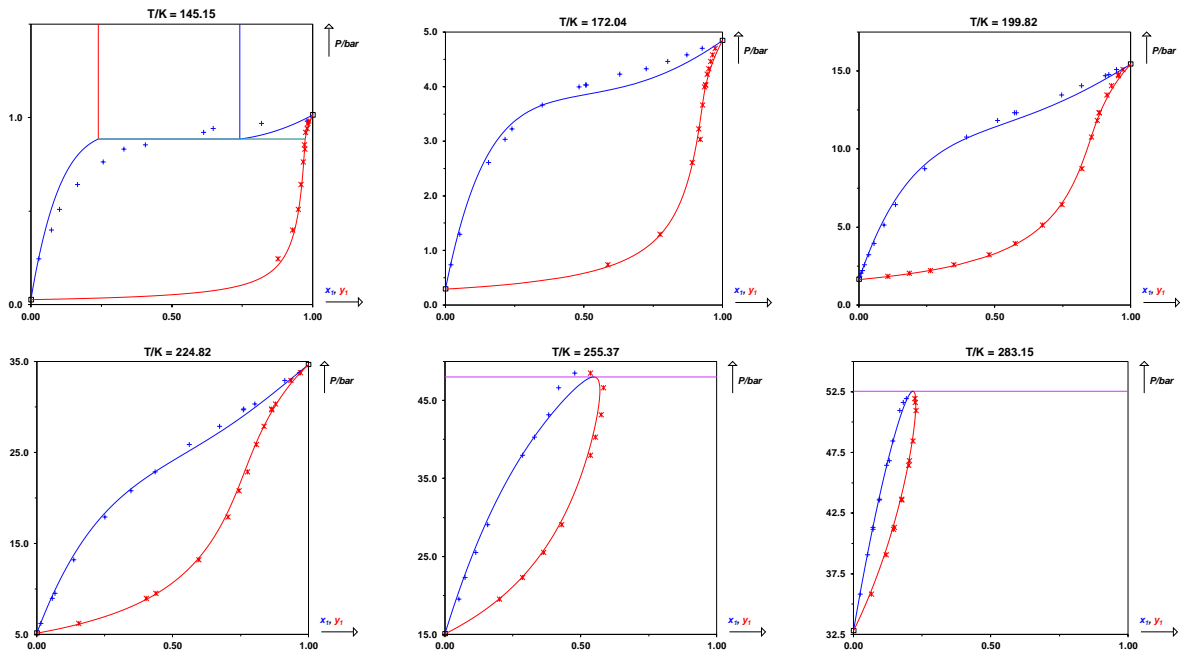 T/K = 145.15
P/bar
1.0
0.0
x1, y1
0.00
0.50
1.00
T/K = 172.04
5.0
P/bar
4.0
3.0
2.0
1.0
0.0
x1, y1
0.00
0.50
1.00
T/K = 199.82
P/bar
15.0
10.0
5.0
0.0
x1, y1
0.00
0.50
1.00
T/K = 224.82
35.0
P/bar
25.0
15.0
5.0
x1, y1
0.00
0.50
1.00
T/K = 255.37
P/bar
45.0
35.0
25.0
15.0
x1, y1
0.00
0.50
1.00
T/K = 283.15
P/bar
52.5
47.5
42.5
37.5
32.5
x1, y1
0.00
0.50
1.00